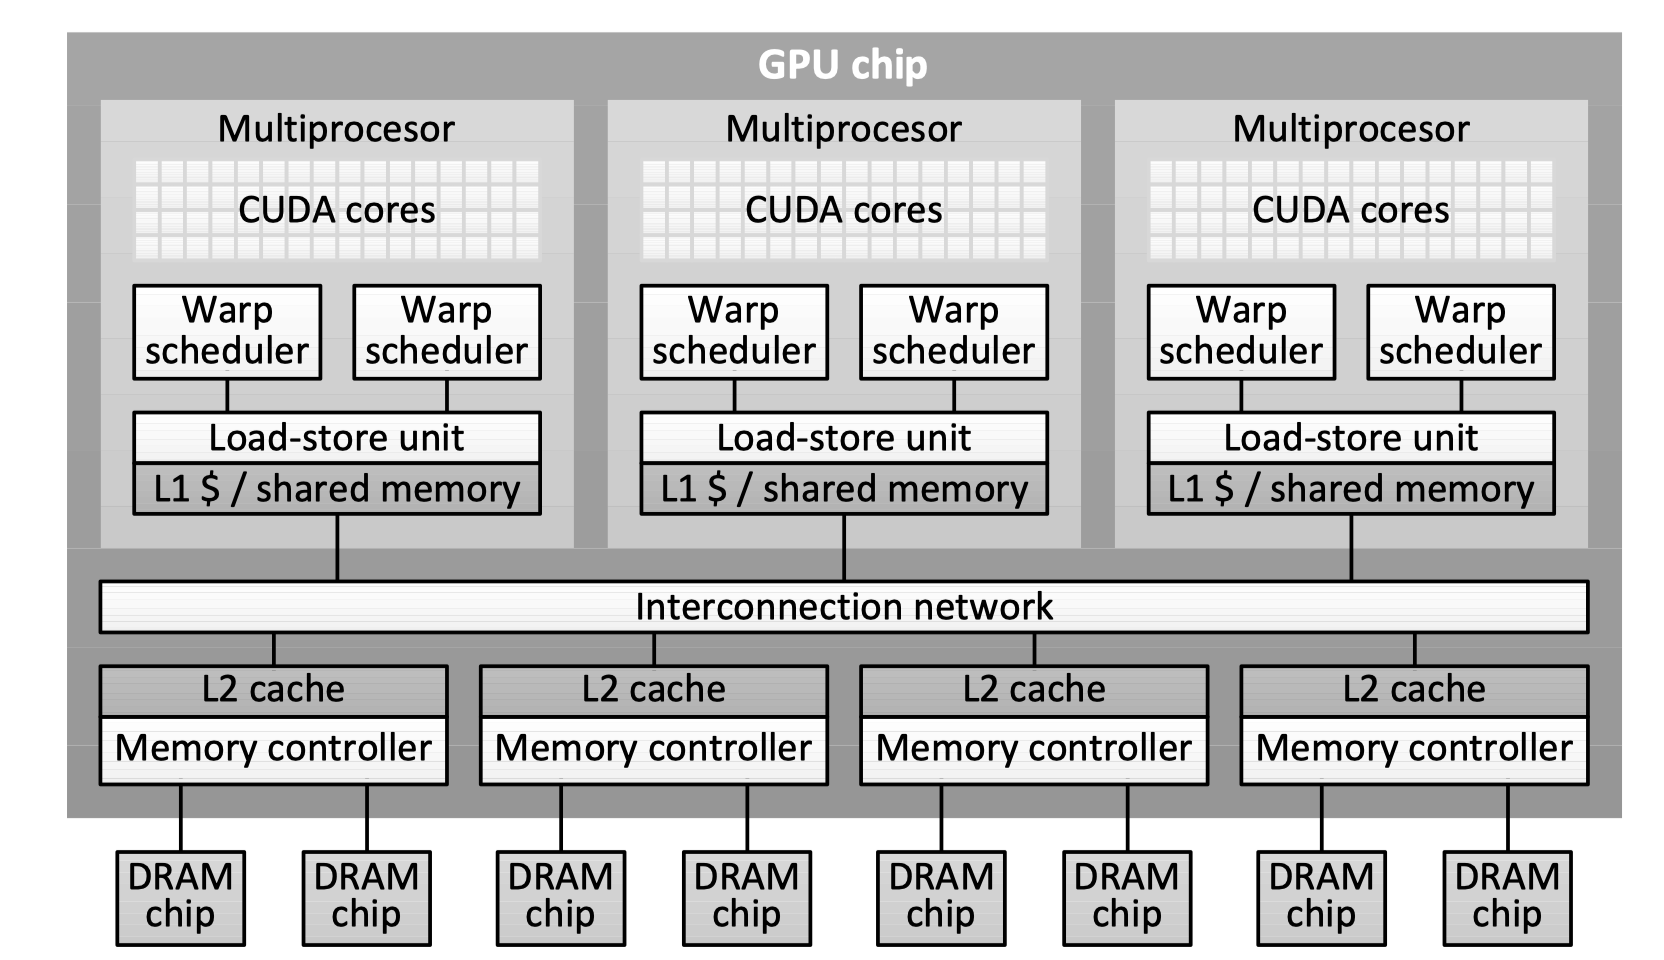 GPU chip
Multiprocesor
Multiprocesor
Multiprocesor
CUDA cores
CUDA cores
CUDA cores
Warp
scheduler
Warp
scheduler
Warp
scheduler
Warp
scheduler
Warp
scheduler
Warp
scheduler
Load-store unit
Load-store unit
Load-store unit
L1 $ / shared memory
L1 $ / shared memory
L1 $ / shared memory
Interconnection network
L2 cache
L2 cache
L2 cache
L2 cache
Memory controller
Memory controller
Memory controller
Memory controller
DRAM
chip
DRAM
chip
DRAM
chip
DRAM
chip
DRAM
chip
DRAM
chip
DRAM
chip
DRAM
chip